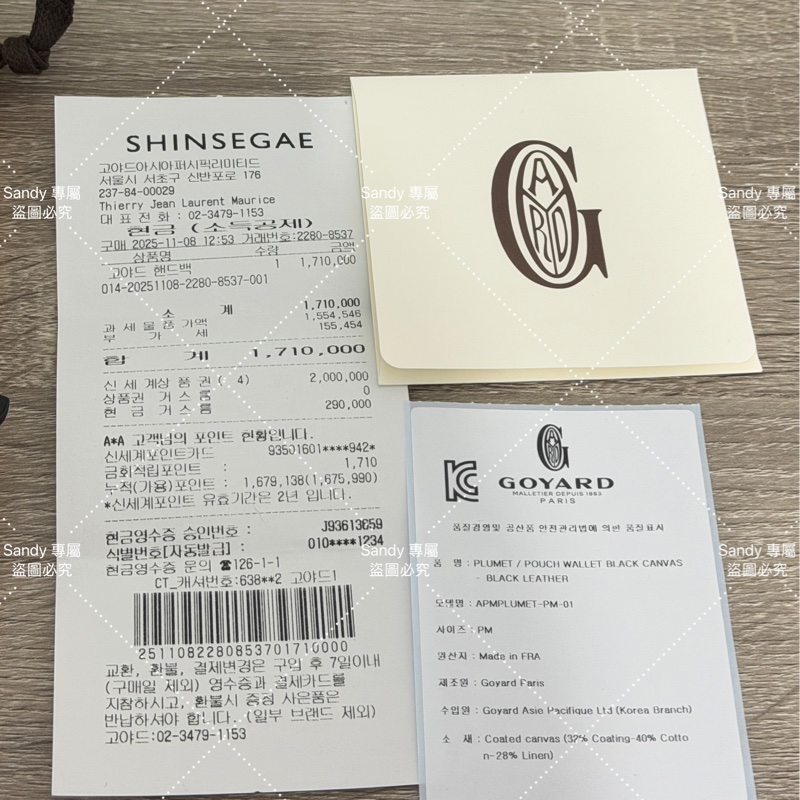 SHINSEGAE
고야드아시아퍼시픽리미티드
서울시 서초구 신반포로 176
237-84-00029
Thierry Jean Laurent Maurice
대 표 전 화 : 02-3479-1153
현금 (소득공제)
구매 2025-11-08 12:53 거래번호:2280-8537
상품명 수량 금액
고야드 핸드백 1 1,710,000
014-20251108-2280-8537-001
소 계 1,710,000
과 세 물 품 가액 1,554,546
부 가 세 155,454
합 계 1,710,000
신 세 계상 품 권( 4) 2,000,000
상품권 거 스 름 0
현 금 거 스 름 290,000
A*A 고객님의 포인트 현황입니다.
신세계포인트카드 93501601****942*
금회적립포인트 : 1,710
누적(가용)포인트 : 1,679,138(1,675,990)
*신세계포인트 유효기간은 2년 입니다.
현금영수증 승인번호 : J93613659
식별번호[자동발급] : 010****1234
현금영수증 문의 ☎126-1-1
CT_캐셔번호:638**2 고야드1
2511082280853701710000
교환, 환불, 결제변경은 구입 후 7일이내
(구매일 제외) 영수증과 결제카드를
지참하시고, 환불시 증정 사은품은
반납하셔야 합니다. (일부 브랜드 제외)
고야드:02-3479-1153
GOYARD
GOYARD
MALLETIER DEPUIS 1853
PARIS
품질경영및 공산품 안전관리법에 의한 품질표시
품 명 : PLUMET / POUCH WALLET BLACK CANVAS
- BLACK LEATHER
모델명 : APMPLUMET-PM-01
사이즈 : PM
원산지 : Made in FRA
제조원 : Goyard Paris
수입원 : Goyard Asie Pacifique Ltd (Korea Branch)
소 재 : Coated canvas (32% Coating-40% Cotto
n-28% Linen)
Sandy 專屬
盜圖必究
Sandy 專屬
盜圖必究
Sandy 專屬
盜圖必究
Sandy 專屬
盜圖必究
Sandy 專屬
盜圖必究
Sandy 專屬
盜圖必究